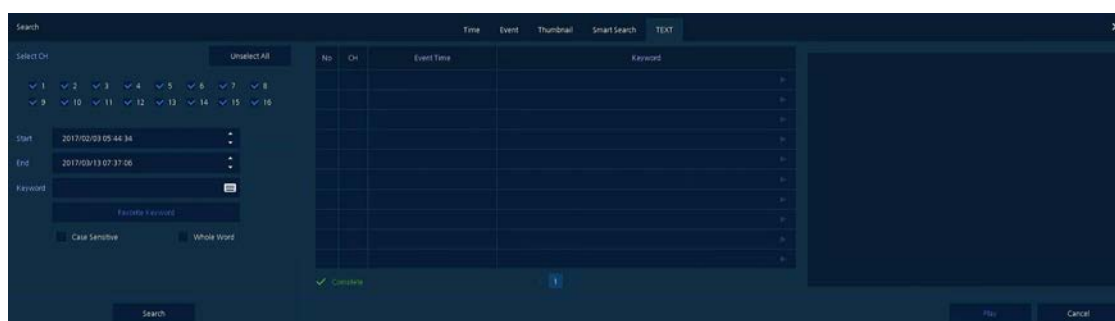 Search
Time Event Thumbnail Smart Search TEXT
Select CH Unselect All
1 2 3 4 5 6 7 8
9 10 11 12 13 14 15 16
Start 2017/02/03 05:44:34
End 2017/03/13 07:37:06
Keyword
Favorite Keyword
Case Sensitive Whole Word
Search
No CH Event Time Keyword
Complete
1
Play Cancel